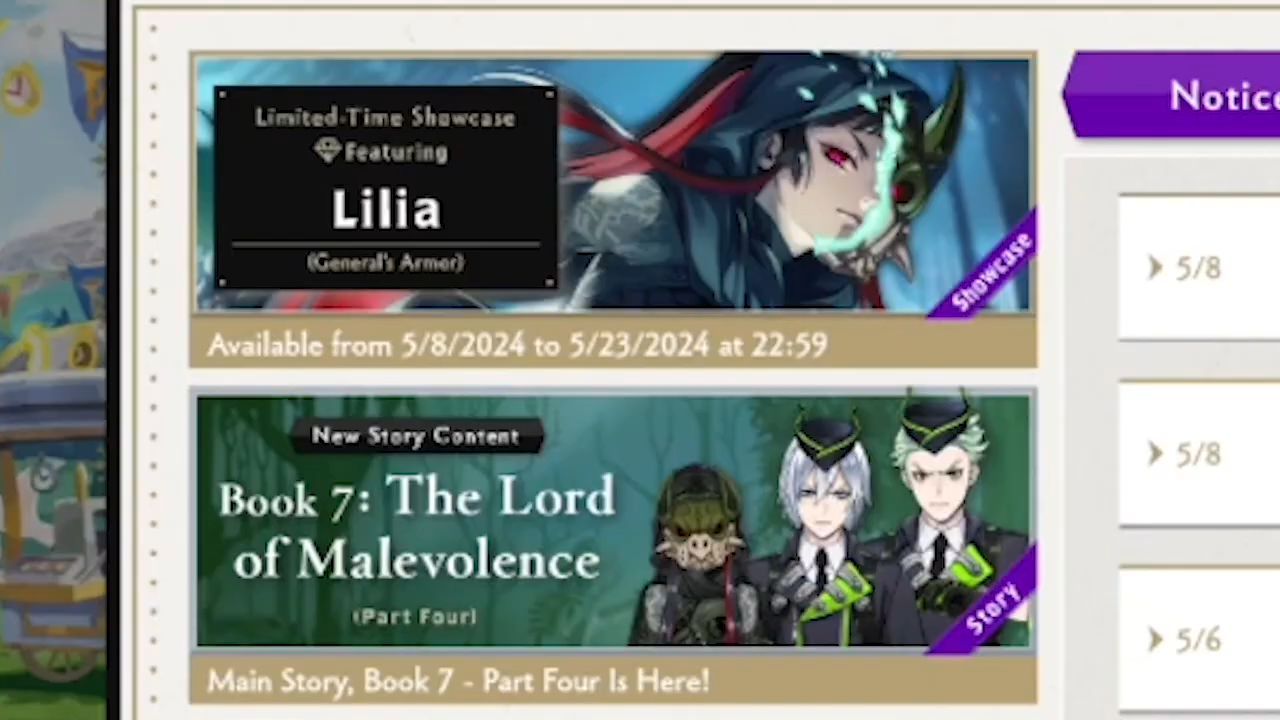 Limited-Time Showcase
Featuring
Lilia
(General's Armor)
Showcase
Available from 5/8/2024 to 5/23/2024 at 22:59
New Story Content
Book 7: The Lord
of Malevolence
(Part Four)
Story
Main Story, Book 7 - Part Four Is Here!
5/8
5/8
5/6